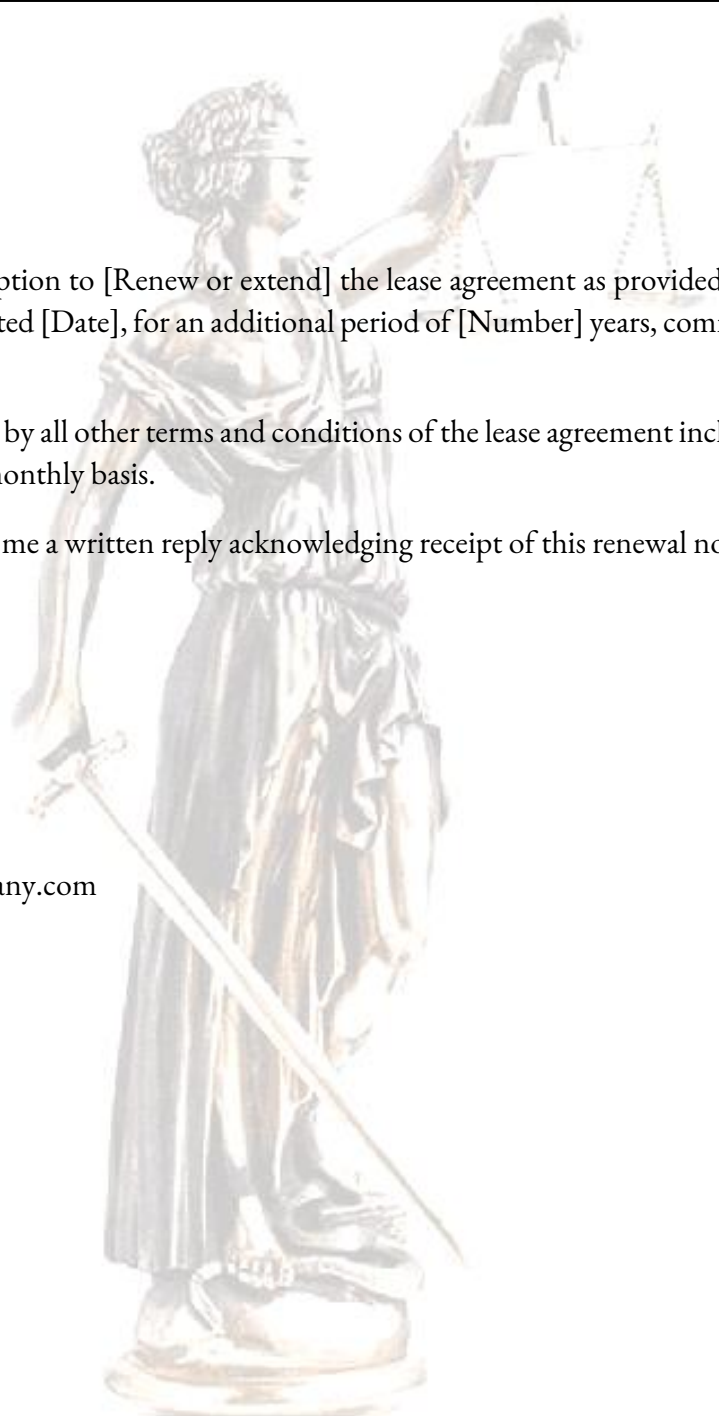 ption to [Renew or extend] the lease agreement as provided
ted [Date], for an additional period of [Number] years, com
by all other terms and conditions of the lease agreement incl
onthly basis.
me a written reply acknowledging receipt of this renewal no
any.com